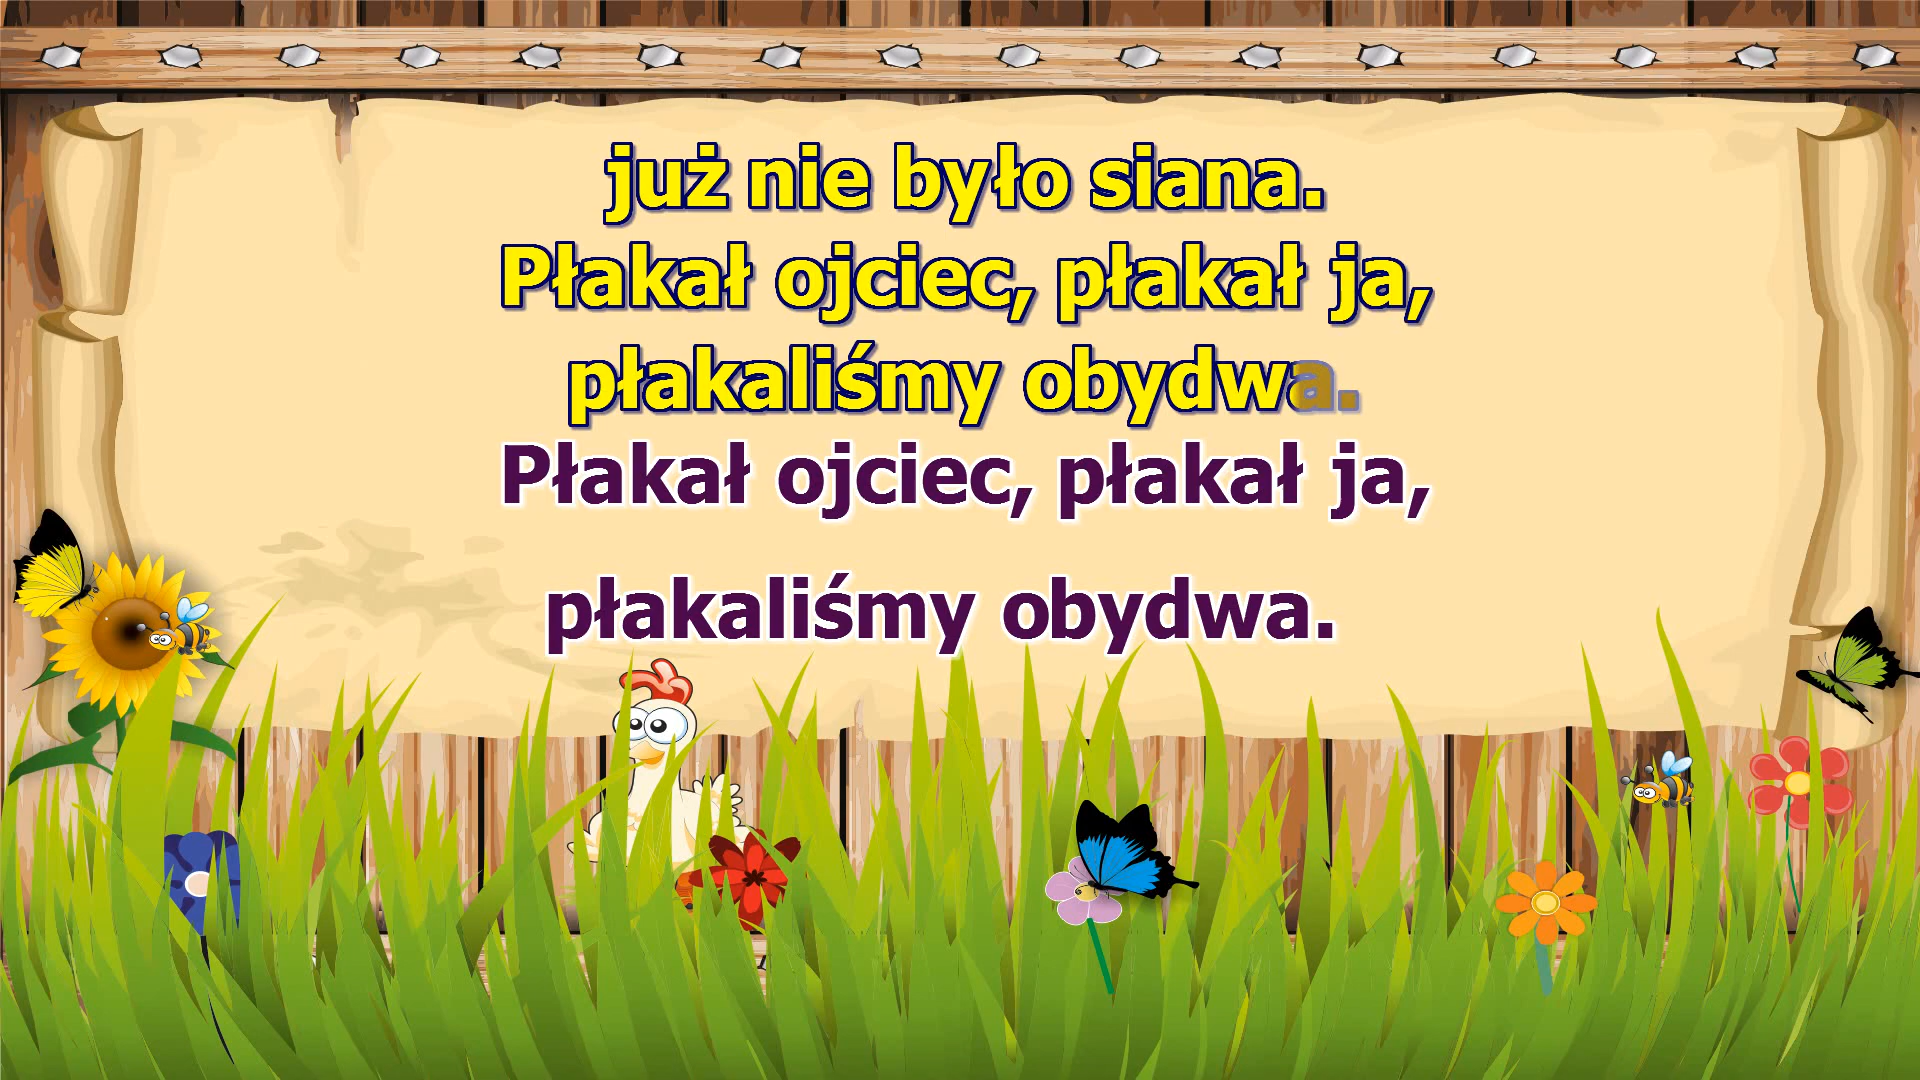 już nie było siana.
Płakał ojciec, płakał ja,
płakaliśmy obydwa.
Płakał ojciec, płakał ja,
płakaliśmy obydwa.